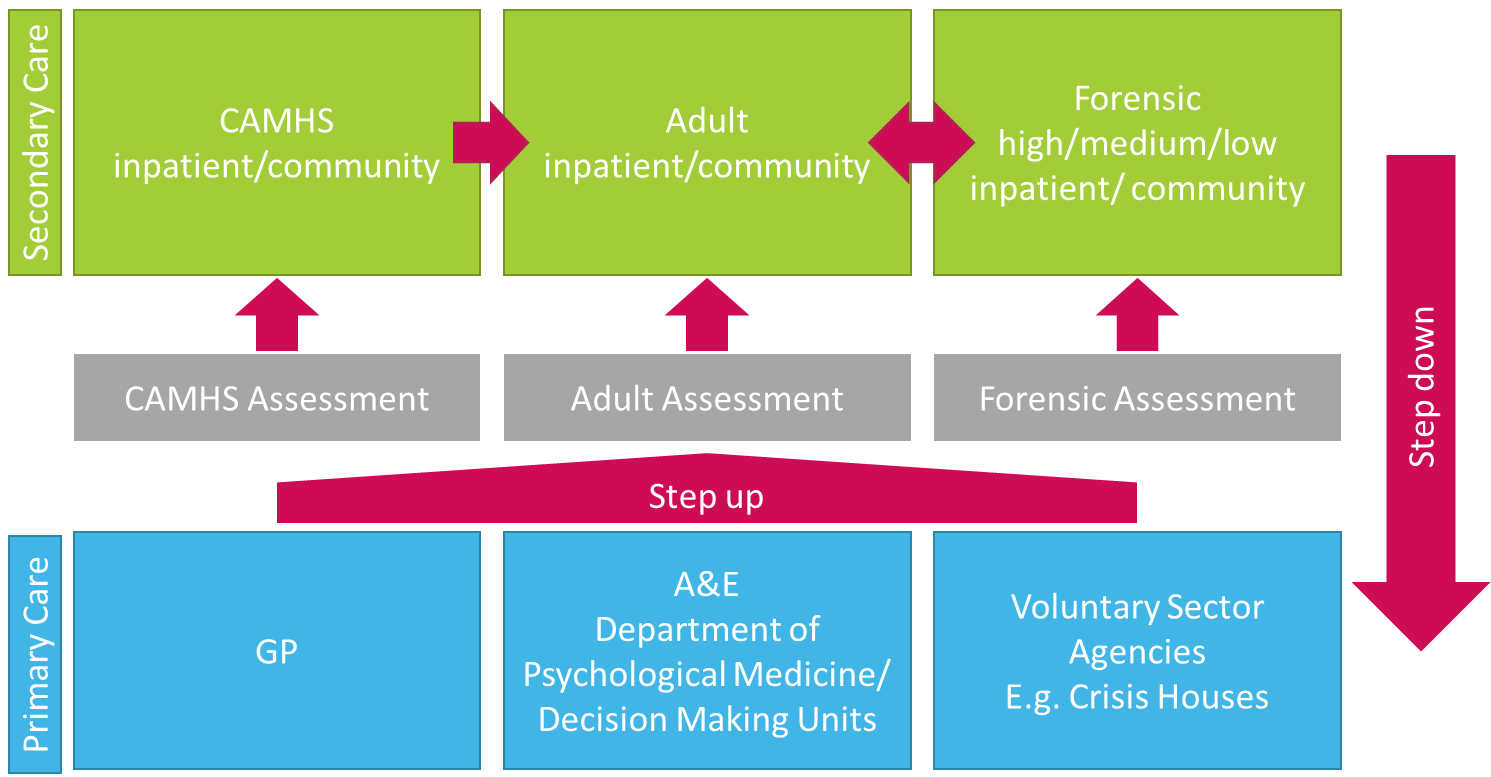 Secondary Care
CAMHS
inpatient/community
Adult
inpatient/community
Forensic
high/medium/low
inpatient/ community
CAMHS Assessment
Adult Assessment
Forensic Assessment
Step down
Step up
Primary Care
GP
A&E
Department of
Psychological Medicine/
Decision Making Units
Voluntary Sector
Agencies
E.g. Crisis Houses